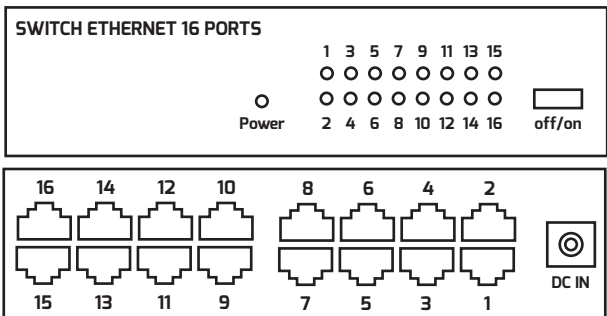 SWITCH ETHERNET 16 PORTS
1 3 5 7 9 11 13 15
Power 2 4 6 8 10 12 14 16 off/on
16 14 12 10 8 6 4 2
DC IN
15 13 11 9 7 5 3 1